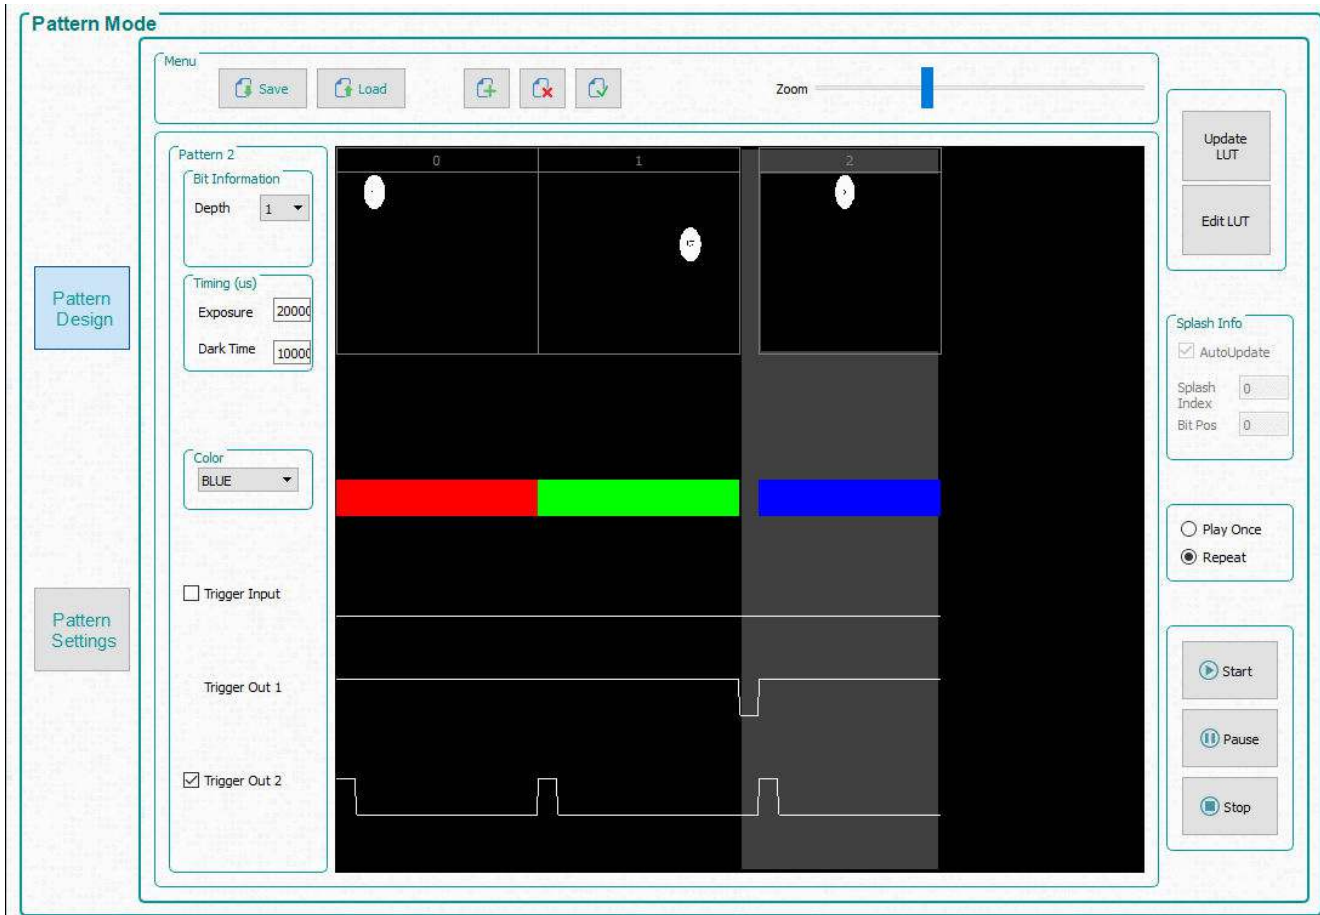 Pattern Mode
Menu
Save
Load
Zoom
Update
LUT
Edit LUT
Pattern
Design
Pattern
Settings
Pattern 2
Bit Information
Depth 1
Timing (us)
Exposure 20000
Dark Time 10000
Color
BLUE
Trigger Input
Trigger Out 1
Trigger Out 2
0 1 2
Splash Info
AutoUpdate
Splash
Index 0
Bit Pos 0
Play Once
Repeat
Start
Pause
Stop